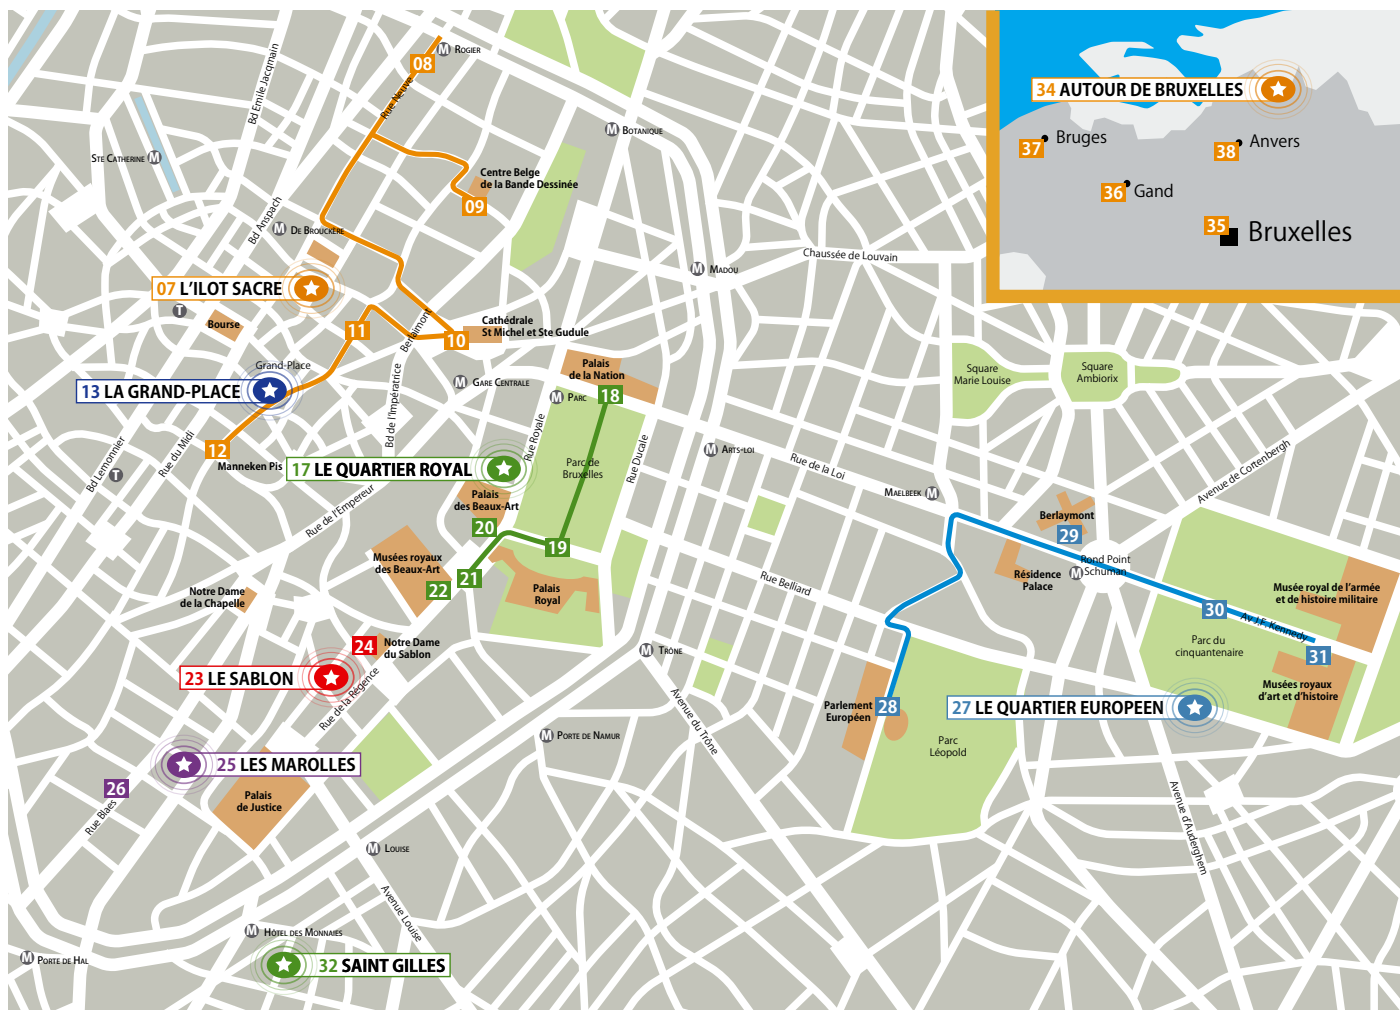 08
M ROGIER
Rue Neuve
Bd Emile Jacqmain
M BOTANIQUE
STE CATHERINE M
Centre Belge
de la Bande Dessinée
09
Bd Anspach
M DE BROUCKÈRE
M MADOU
Chaussée de Louvain
34 AUTOUR DE BRUXELLES
37
Bruges
38
Anvers
36
Gand
35
Bruxelles
07 L'ILOT SACRE
T
Bourse
11
Berlaimont
10
Cathédrale
St Michel et Ste Gudule
Grand-Place
13 LA GRAND-PLACE
M GARE CENTRALE
Palais
de la Nation
M PARC
18
Square
Marie Louise
Square
Ambiorix
Bd de l'Impératrice
Rue Royale
Rue Ducale
12
Manneken Pis
Rue du Midi
Bd Lemonnier
T
17 LE QUARTIER ROYAL
Parc de
Bruxelles
M ARTS-LOI
Rue de la Loi
MAELBEEK M
Avenue de Cortenbergh
Rue de l'Empereur
Palais
des Beaux-Art
20
19
Berlaymont
29
Musées royaux
des Beaux-Art
22
21
Palais
Royal
Rue Belliard
Résidence
Palace
M
Rond Point
Schuman
Musée royal de l'armée
et de histoire militaire
30
Av J.F. Kennedy
31
Parc du
cinquantenaire
Musées royaux
d'art et d'histoire
Notre Dame
de la Chapelle
24
Notre Dame
du Sablon
M TRÔNE
23 LE SABLON
Rue de la Régence
Avenue du Trône
Parlement
Européen
28
27 LE QUARTIER EUROPEEN
M PORTE DE NAMUR
Parc
Léopold
25 LES MAROLLES
26
Rue Blaes
Palais
de Justice
Avenue d'Auderghem
M LOUISE
Avenue Louise
M HÔTEL DES MONNAIES
M PORTE DE HAL
32 SAINT GILLES